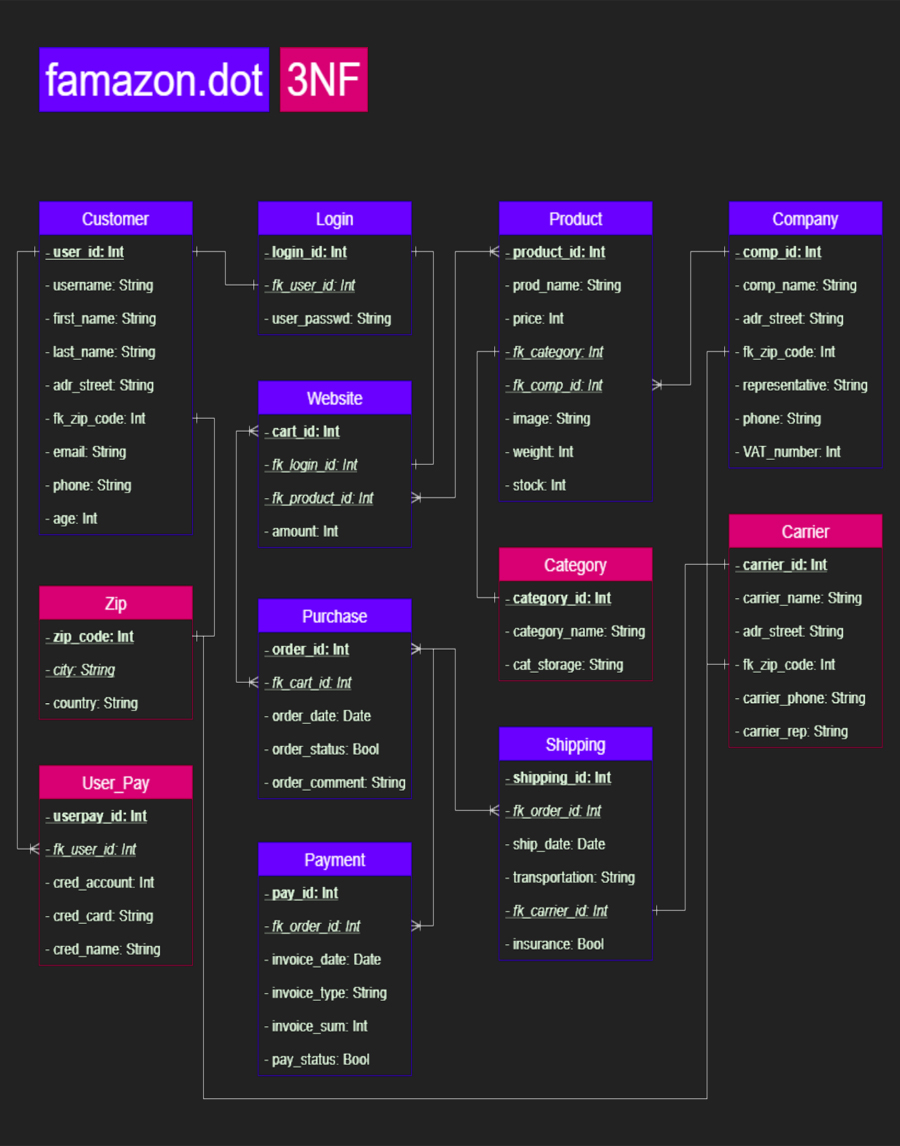 famazon.dot 3NF
Customer
- user_id: Int
- username: String
- first_name: String
- last_name: String
- adr_street: String
- fk_zip_code: Int
- email: String
- phone: String
- age: Int
Zip
- zip_code: Int
- city: String
- country: String
User_Pay
- userpay_id: Int
- fk_user_id: Int
- cred_account: Int
- cred_card: String
- cred_name: String
Login
- login_id: Int
- fk_user_id: Int
- user_passwd: String
Website
- cart_id: Int
- fk_login_id: Int
- fk_product_id: Int
- amount: Int
Purchase
- order_id: Int
- fk_cart_id: Int
- order_date: Date
- order_status: Bool
- order_comment: String
Payment
- pay_id: Int
- fk_order_id: Int
- invoice_date: Date
- invoice_type: String
- invoice_sum: Int
- pay_status: Bool
Product
- product_id: Int
- prod_name: String
- price: Int
- fk_category: Int
- fk_comp_id: Int
- image: String
- weight: Int
- stock: Int
Category
- category_id: Int
- category_name: String
- cat_storage: String
Shipping
- shipping_id: Int
- fk_order_id: Int
- ship_date: Date
- transportation: String
- fk_carrier_id: Int
- insurance: Bool
Company
- comp_id: Int
- comp_name: String
- adr_street: String
- fk_zip_code: Int
- representative: String
- phone: String
- VAT_number: Int
Carrier
- carrier_id: Int
- carrier_name: String
- adr_street: String
- fk_zip_code: Int
- carrier_phone: String
- carrier_rep: String